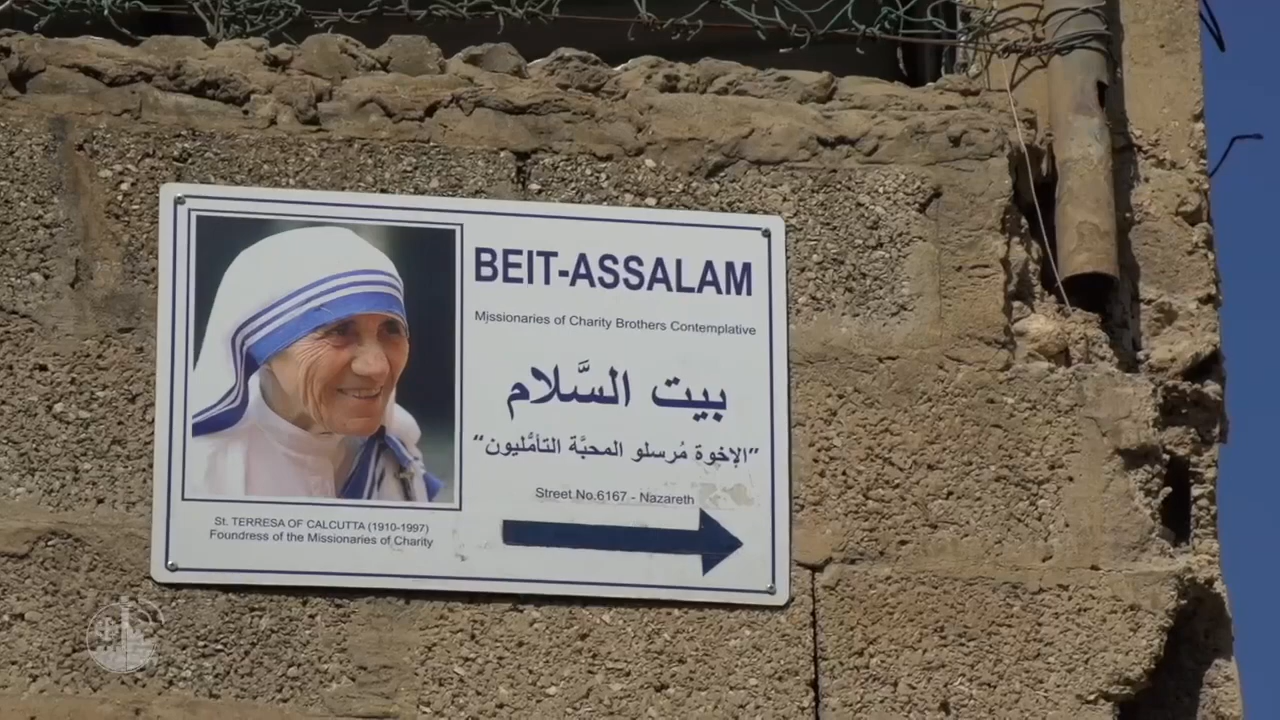 BEIT-ASSALAM
Missionaries of Charity Brothers Contemplative
بيت السَّلام
"الإخوة مُرسلو المحبَّة التأمُّليون"
Street No.6167 - Nazareth
St. TERRESA OF CALCUTTA (1910-1997)
Foundress of the Missionaries of Charity